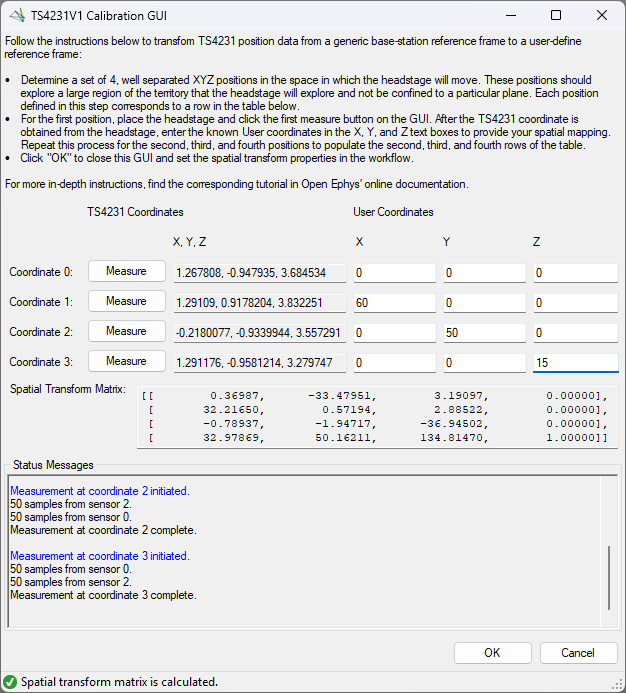 TS4231V1 Calibration GUI
Follow the instructions below to transfom TS4231 position data from a generic base-station reference frame to a user-define
reference frame:
• Detemine a set of 4, well separated XYZ positions in the space in which the headstage will move. These positions should
explore a large region of the territory that the headstage will explore and not be confined to a particular plane. Each position
defined in this step corresponds to a row in the table below.
• For the first position, place the headstage and click the first measure button on the GUI. After the TS4231 coordinate is
obtained from the headstage, enter the known User coordinates in the X, Y, and Z text boxes to provide your spatial mapping.
Repeat this process for the second, third, and fourth positions to populate the second, third, and fourth rows of the table.
• Click "OK" to close this GUI and set the spatial transform properties in the workflow.
For more in-depth instructions, find the corresponding tutorial in Open Ephys' online documentation.
TS4231 Coordinates User Coordinates
X, Y, Z X Y Z
Coordinate 0: Measure 1.267808, -0.947935, 3.684534 0 0 0
Coordinate 1: Measure 1.29109, 0.9178204, 3.832251 60 0 0
Coordinate 2: Measure -0.2180077, -0.9339944, 3.557291 0 50 0
Coordinate 3: Measure 1.291176, -0.9581214, 3.279747 0 0 15
Spatial Transform Matrix: [[ 0.36987, -33.47951, 3.19097, 0.00000],
[ 32.21650, 0.57194, 2.88522, 0.00000],
[ -0.78937, -1.94717, -36.94502, 0.00000],
[ 32.97869, 50.16211, 134.81470, 1.00000]]
Status Messages
Measurement at coordinate 2 initiated.
50 samples from sensor 2.
50 samples from sensor 0.
Measurement at coordinate 2 complete.
Measurement at coordinate 3 initiated.
50 samples from sensor 0.
50 samples from sensor 2.
Measurement at coordinate 3 complete.
OK Cancel
Spatial transform matrix is calculated.